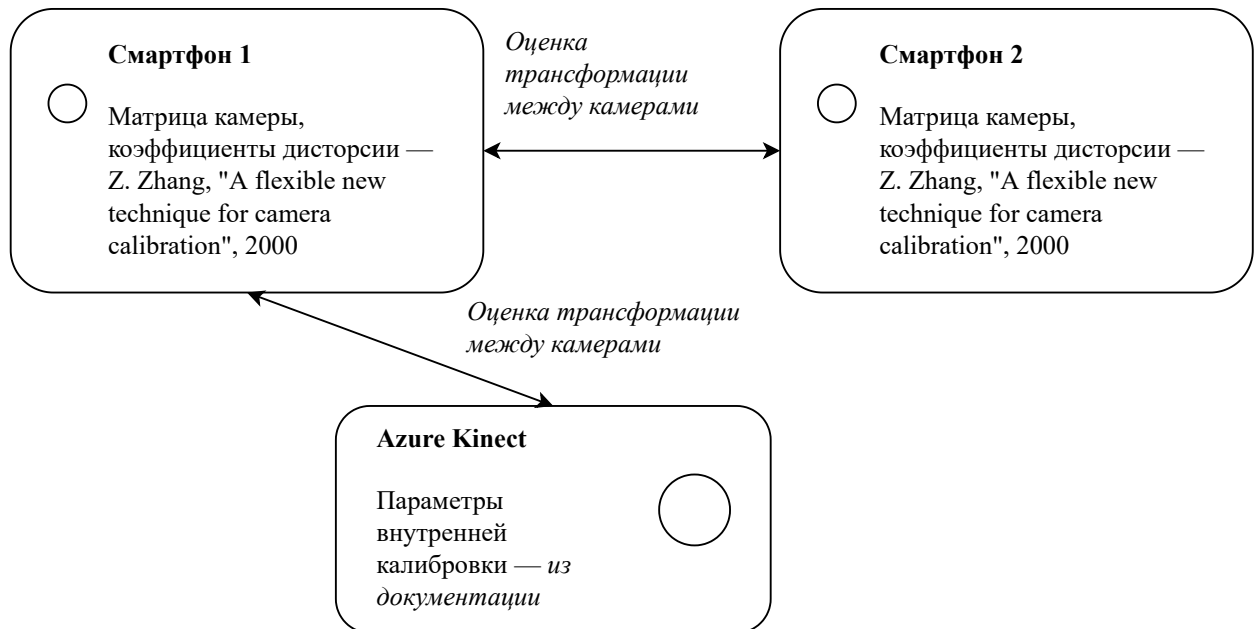 Смартфон 1
Матрица камеры,
коэффициенты дисторсии —
Z. Zhang, "A flexible new
technique for camera
calibration", 2000
Оценка
трансформации
между камерами
Смартфон 2
Матрица камеры,
коэффициенты дисторсии —
Z. Zhang, "A flexible new
technique for camera
calibration", 2000
Оценка трансформации
между камерами
Azure Kinect
Параметры
внутренней
калибровки — из
документации